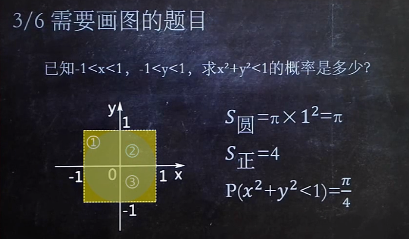 3/6 需要画图的题目
已知-1<x<1，-1<y<1，求x²+y²<1的概率是多少?
y
1
①
②
-1 0 1 x
③
-1
S圆=π×1²=π
S正=4
P(x²+y²<1)=π/4